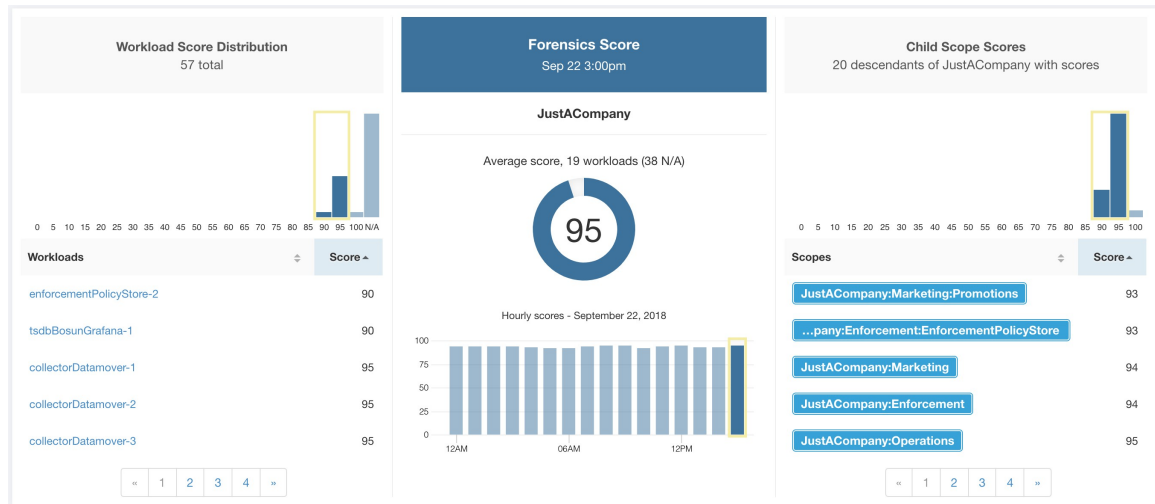 Workload Score Distribution
57 total
0 5 10 15 20 25 30 35 40 45 50 55 60 65 70 75 80 85 90 95 100 N/A
Workloads Score
enforcementPolicyStore-2 90
tsdbBosunGrafana-1 90
collectorDatamover-1 95
collectorDatamover-2 95
collectorDatamover-3 95
« 1 2 3 4 »
Forensics Score
Sep 22 3:00pm
JustACompany
Average score, 19 workloads (38 N/A)
95
Hourly scores - September 22, 2018
100
75
50
25
0
12AM 06AM 12PM
Child Scope Scores
20 descendants of JustACompany with scores
0 5 10 15 20 25 30 35 40 45 50 55 60 65 70 75 80 85 90 95 100
Scopes Score
JustACompany:Marketing:Promotions 93
...pany:Enforcement:EnforcementPolicyStore 93
JustACompany:Marketing 94
JustACompany:Enforcement 94
JustACompany:Operations 95
« 1 2 3 4 »